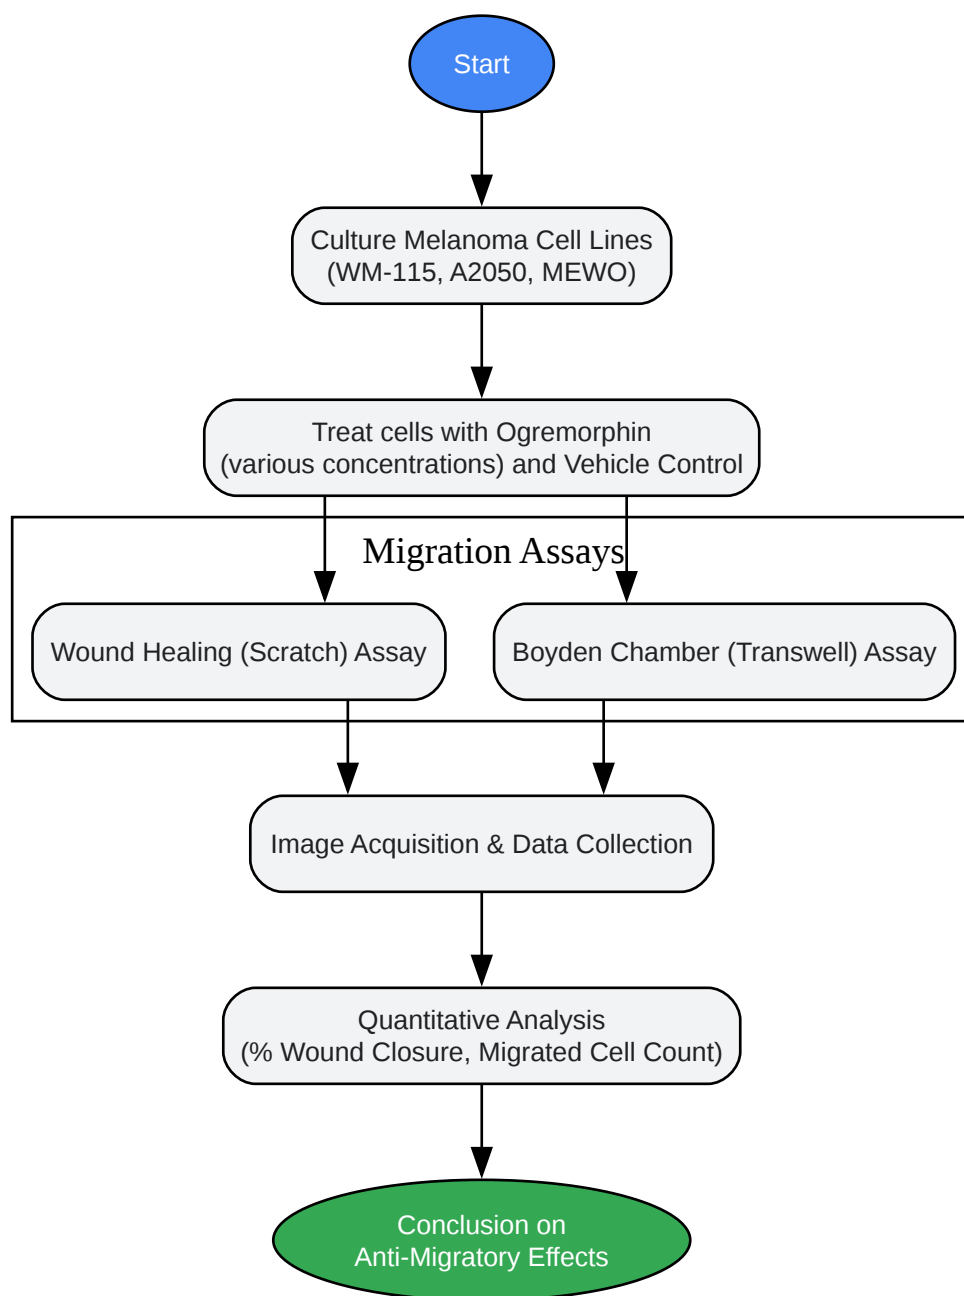 Start
Culture Melanoma Cell Lines
(WM-115, A2050, MEWO)
Treat cells with Ogremorphin
(various concentrations) and Vehicle Control
Migration Assays
Wound Healing (Scratch) Assay
Boyden Chamber (Transwell) Assay
Image Acquisition & Data Collection
Quantitative Analysis
(% Wound Closure, Migrated Cell Count)
Conclusion on
Anti-Migratory Effects